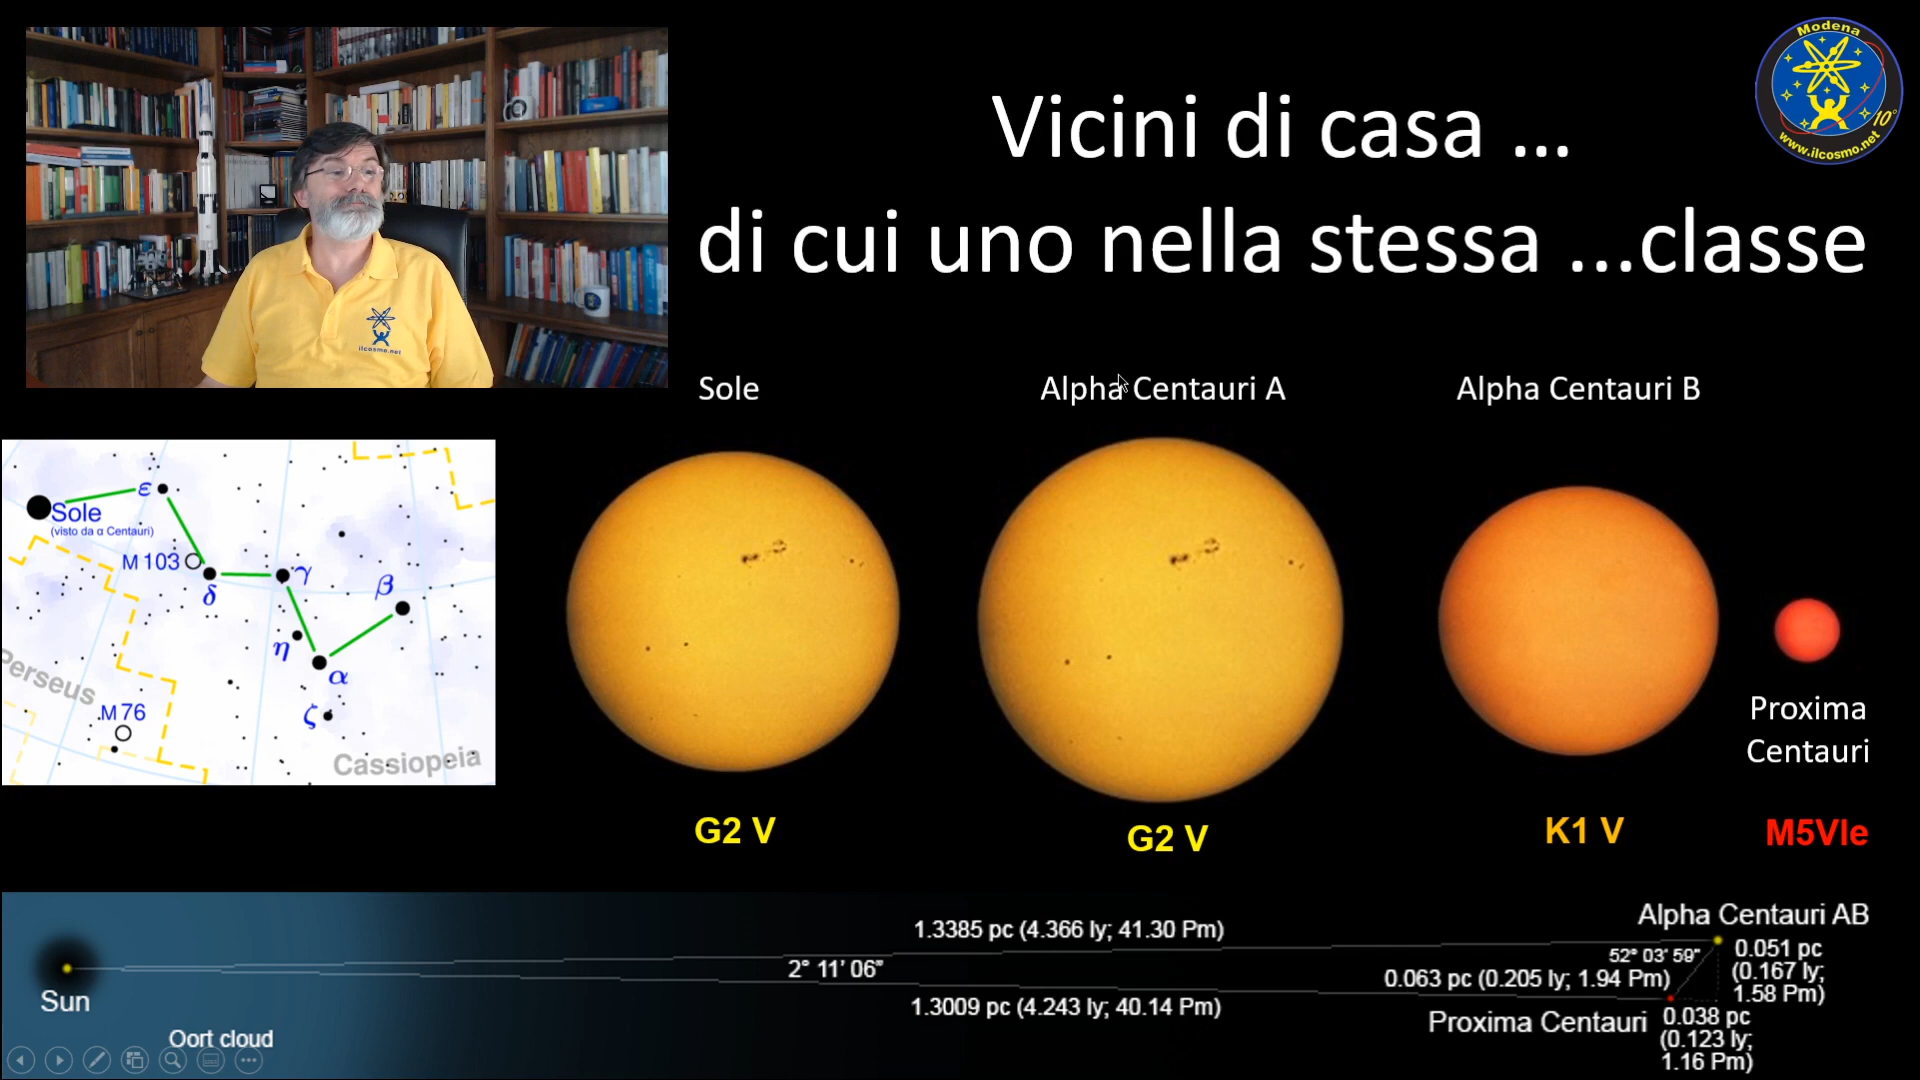 Vicini di casa ...
di cui uno nella stessa ...classe
Modena
10°
www.ilcosmo.net
ilcosmo.net
Sole
Alpha Centauri A
Alpha Centauri B
Proxima
Centauri
G2 V
G2 V
K1 V
M5VIe
ε
Sole
(visto da α Centauri)
M 103
δ
γ
β
η
α
ζ
Perseus
M 76
Cassiopeia
Alpha Centauri AB
1.3385 pc (4.366 ly; 41.30 Pm)
2° 11' 06"
52° 03' 59"
0.051 pc
(0.167 ly;
1.58 Pm)
0.063 pc (0.205 ly; 1.94 Pm)
1.3009 pc (4.243 ly; 40.14 Pm)
Sun
Proxima Centauri
0.038 pc
(0.123 ly;
1.16 Pm)
Oort cloud